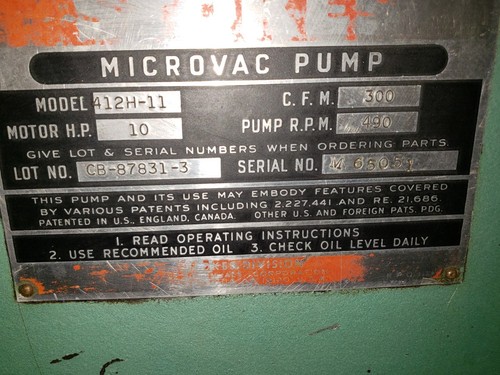 MICROVAC PUMP
MODEL 412H-11 C. F. M. 300
MOTOR H.P. 10 PUMP R.P.M. 490
GIVE LOT & SERIAL NUMBERS WHEN ORDERING PARTS
LOT NO. CB-87831-3 SERIAL NO. M 63051
THIS PUMP AND ITS USE MAY EMBODY FEATURES COVERED
BY VARIOUS PATENTS INCLUDING 2,227,441 AND RE. 21,686.
PATENTED IN U.S. ENGLAND, CANADA. OTHER U.S. AND FOREIGN PATS. PDG.
1. READ OPERATING INSTRUCTIONS
2. USE RECOMMENDED OIL 3. CHECK OIL LEVEL DAILY
DIVISION
CORPORATION